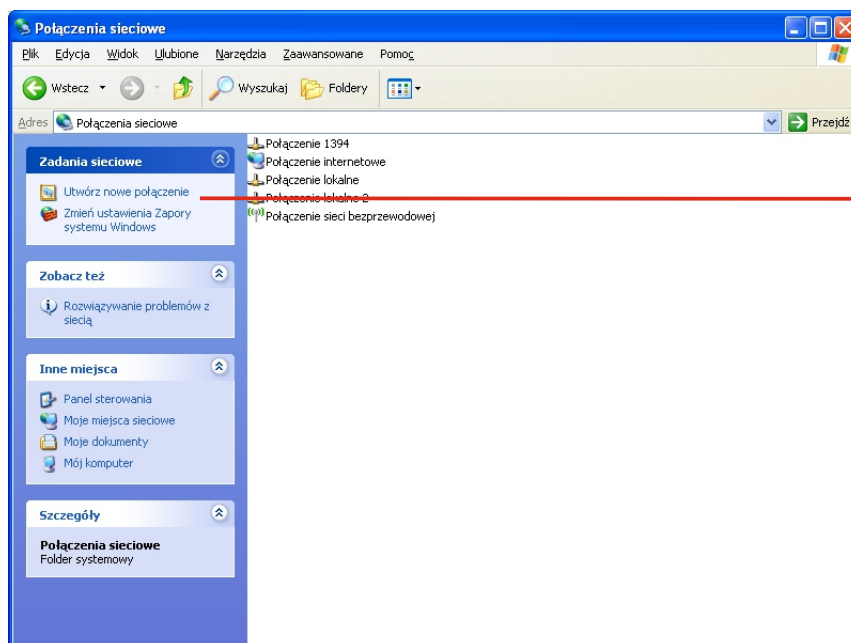 Połączenia sieciowe
Plik Edycja Widok Ulubione Narzędzia Zaawansowane Pomoc
Wstecz Wyszukaj Foldery
Adres Połączenia sieciowe Przejdź
Zadania sieciowe
Utwórz nowe połączenie
Zmień ustawienia Zapory
systemu Windows
Zobacz też
Rozwiązywanie problemów z
siecią
Inne miejsca
Panel sterowania
Moje miejsca sieciowe
Moje dokumenty
Mój komputer
Szczegóły
Połączenia sieciowe
Folder systemowy
Połączenie 1394
Połączenie internetowe
Połączenie lokalne
Połączenie lokalne 2
Połączenie sieci bezprzewodowej